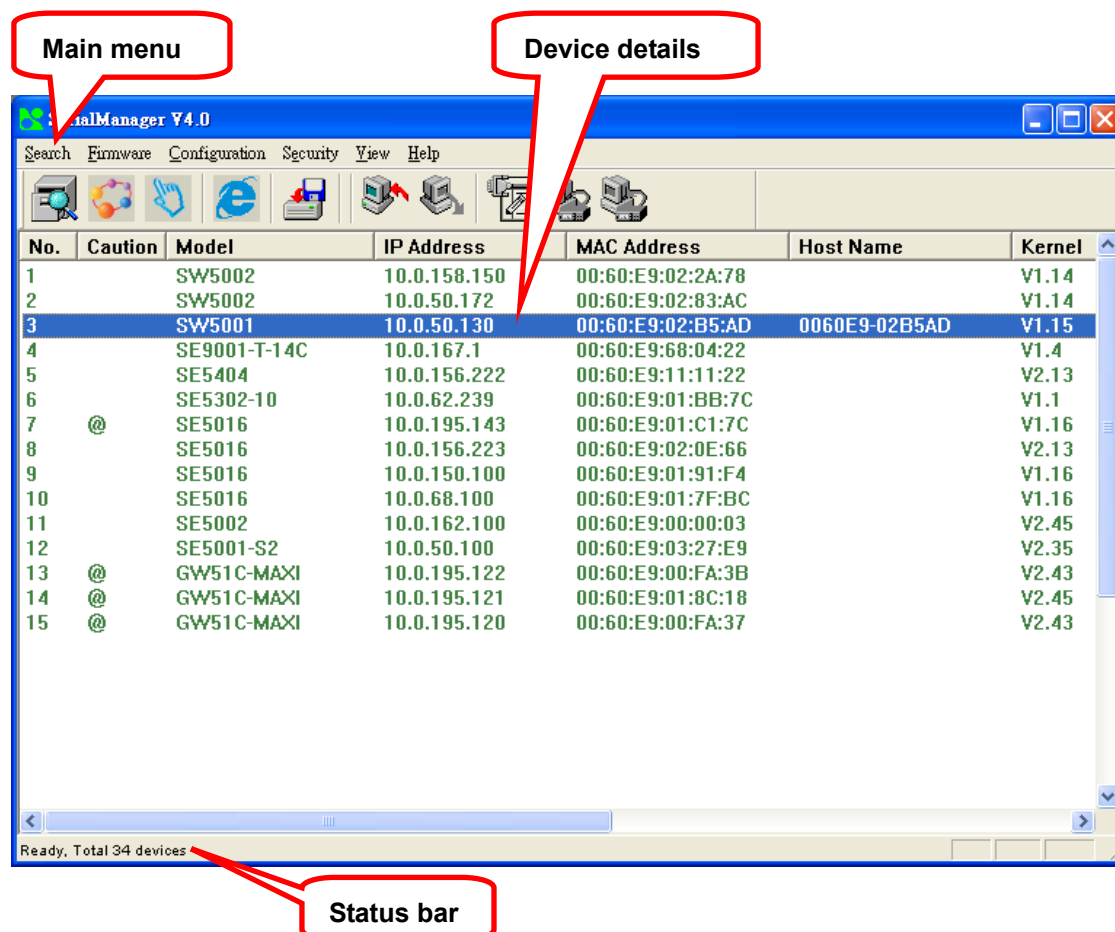 Main menu
Device details
ialManager V4.0
Search Firmware Configuration Security View Help
No. Caution Model IP Address MAC Address Host Name Kernel
1 SW5002 10.0.158.150 00:60:E9:02:2A:78 V1.14
2 SW5002 10.0.50.172 00:60:E9:02:83:AC V1.14
3 SW5001 10.0.50.130 00:60:E9:02:B5:AD 0060E9-02B5AD V1.15
4 SE9001-T-14C 10.0.167.1 00:60:E9:68:04:22 V1.4
5 SE5404 10.0.156.222 00:60:E9:11:11:22 V2.13
6 SE5302-10 10.0.62.239 00:60:E9:01:BB:7C V1.1
7 @ SE5016 10.0.195.143 00:60:E9:01:C1:7C V1.16
8 SE5016 10.0.156.223 00:60:E9:02:0E:66 V2.13
9 SE5016 10.0.150.100 00:60:E9:01:91:F4 V1.16
10 SE5016 10.0.68.100 00:60:E9:01:7F:BC V1.16
11 SE5002 10.0.162.100 00:60:E9:00:00:03 V2.45
12 SE5001-S2 10.0.50.100 00:60:E9:03:27:E9 V2.35
13 @ GW51C-MAXI 10.0.195.122 00:60:E9:00:FA:3B V2.43
14 @ GW51C-MAXI 10.0.195.121 00:60:E9:01:8C:18 V2.45
15 @ GW51C-MAXI 10.0.195.120 00:60:E9:00:FA:37 V2.43
Ready, Total 34 devices
Status bar